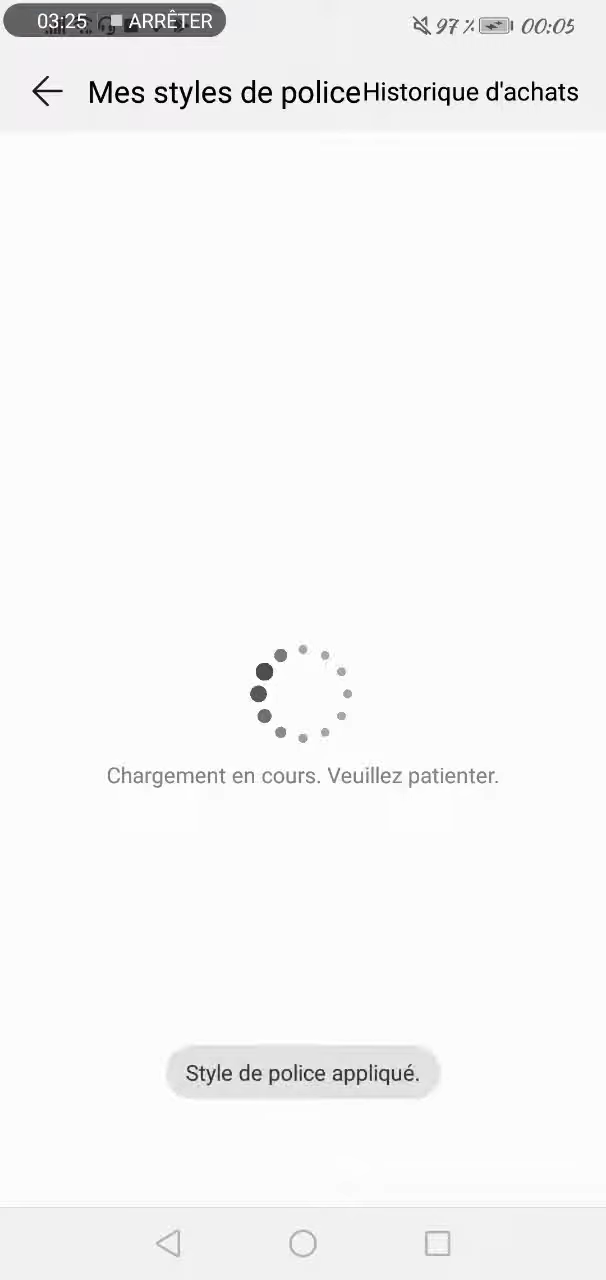 03:25 ARRÊTER 97 % 00:05
Mes styles de police Historique d'achats
Chargement en cours. Veuillez patienter.
Style de police appliqué.